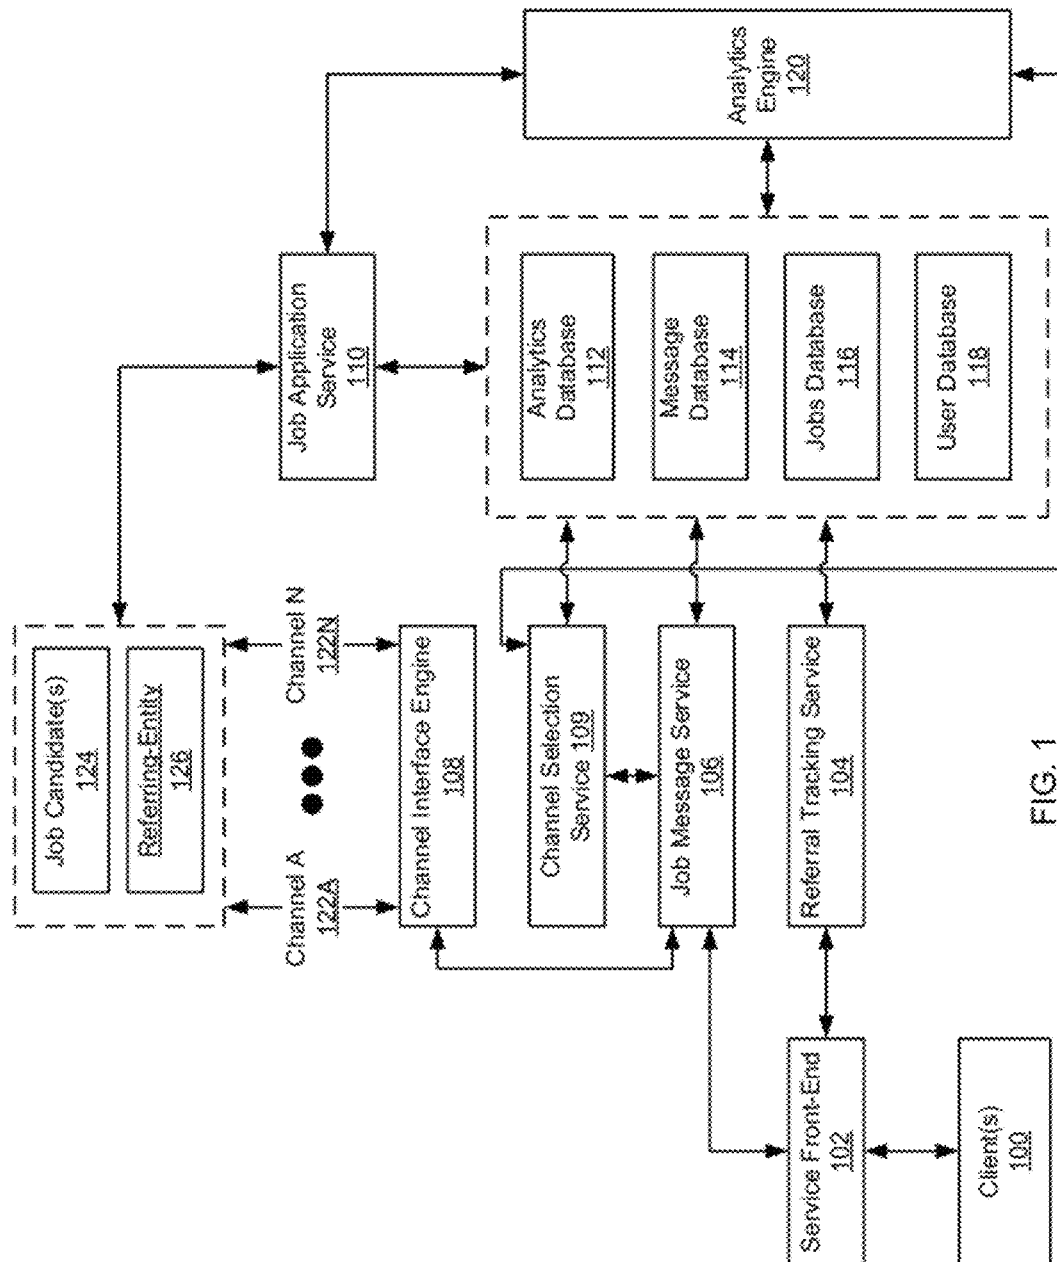 Job Candidate(s)
124
Referring-Entity
126
Channel A
122A
Channel N
122N
Channel Interface Engine
108
Channel Selection
Service 109
Job Message Service
106
Referral Tracking Service
104
Service Front-End
102
Client(s)
100
Job Application
Service
110
Analytics
Database
112
Message
Database
114
Jobs Database
116
User Database
118
Analytics
Engine
120
FIG. 1